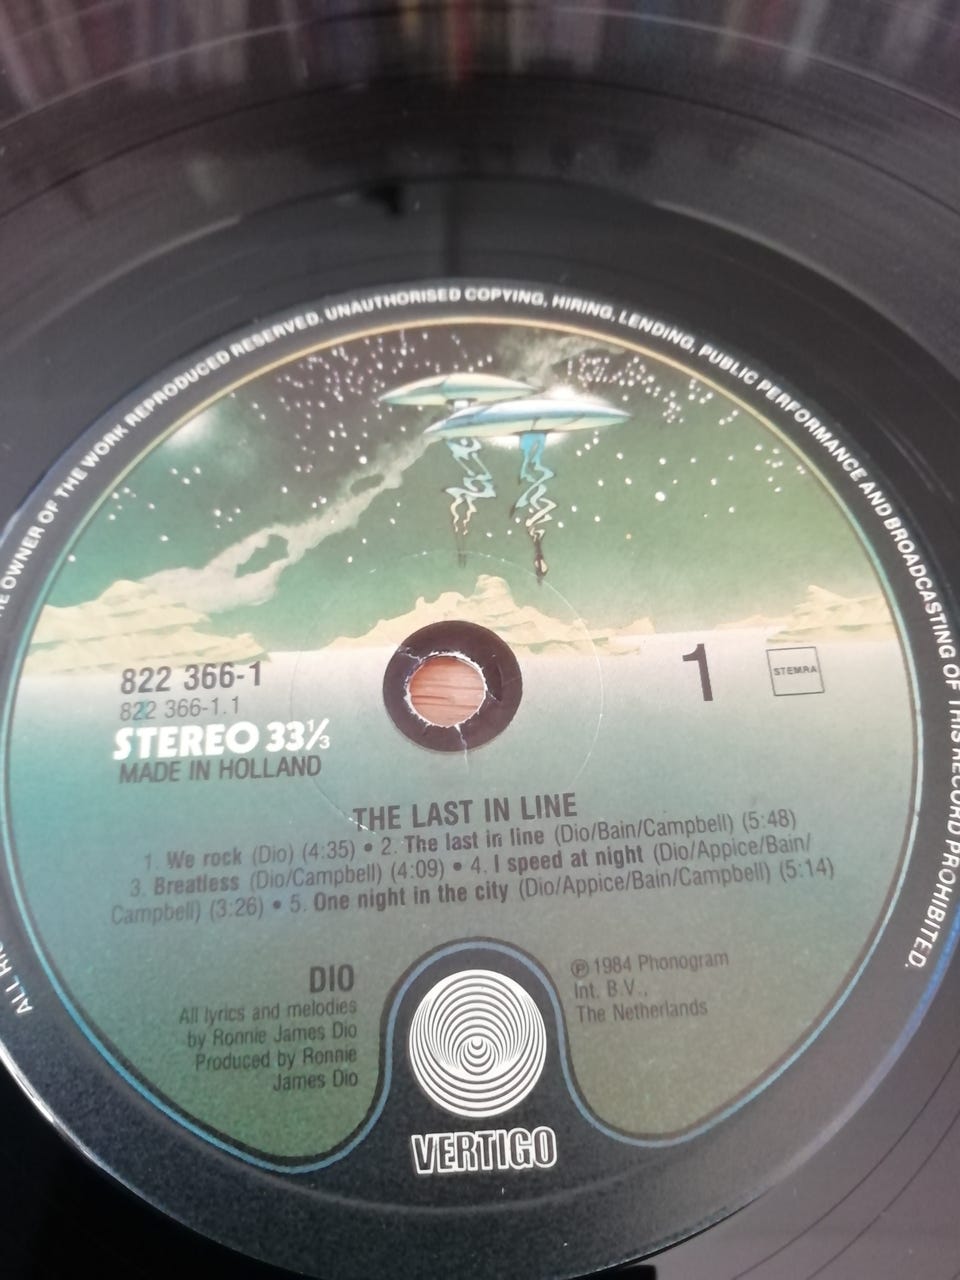 ALL RIG
HE OWNER OF THE WORK REPRODUCED RESERVED. UNAUTHORISED COPYING, HIRING, LENDING, PUBLIC PERFORMANCE AND BROADCASTING OF THIS RECORD PROHIBITED.
822 366-1
822 366-1.1
STEREO 33⅓
MADE IN HOLLAND
1
STEMRA
THE LAST IN LINE
1. We rock (Dio) (4:35) • 2. The last in line (Dio/Bain/Campbell) (5:48)
3. Breatless (Dio/Campbell) (4:09) • 4. I speed at night (Dio/Appice/Bain/
Campbell) (3:26) • 5. One night in the city (Dio/Appice/Bain/Campbell) (5:14)
DIO
All lyrics and melodies
by Ronnie James Dio
Produced by Ronnie
James Dio
℗ 1984 Phonogram
Int. B.V.,
The Netherlands
VERTIGO